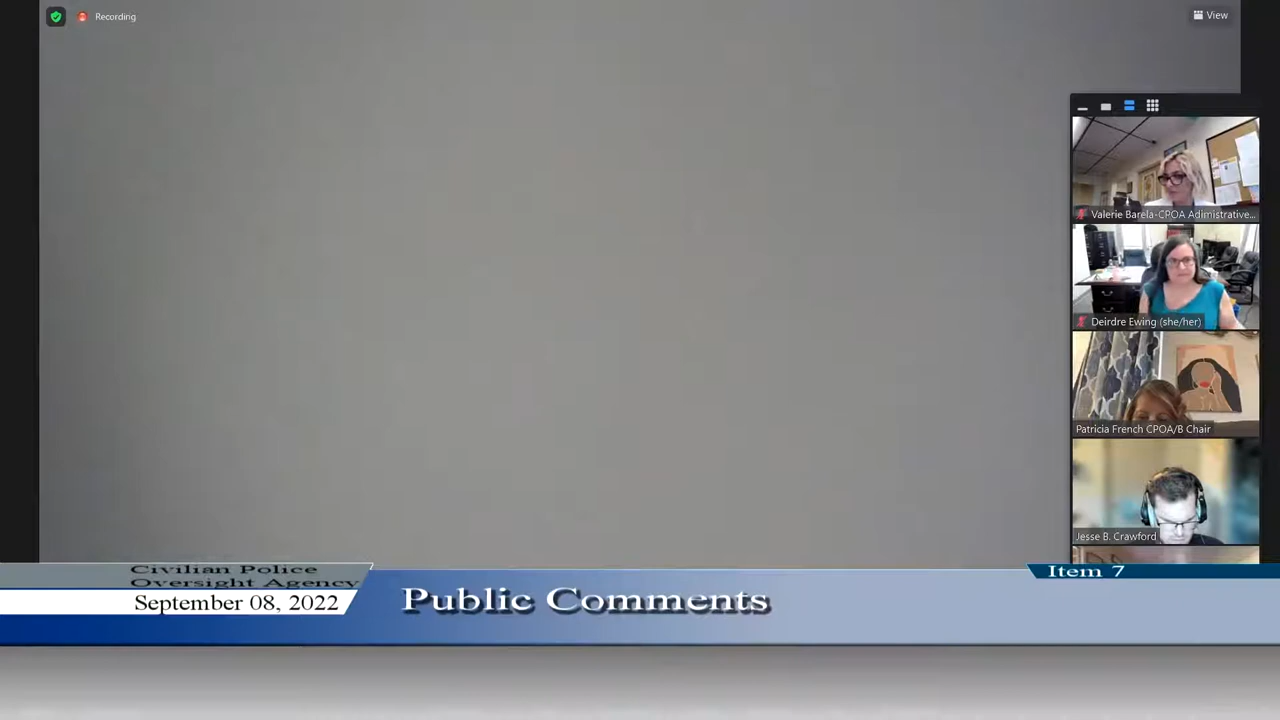 Recording
View
Valerie Barela-CPOA Adimistrative...
Deirdre Ewing (she/her)
Patricia French CPOA/B Chair
Jesse B. Crawford
Civilian Police
Oversight Agency
September 08, 2022
Public Comments
Item 7